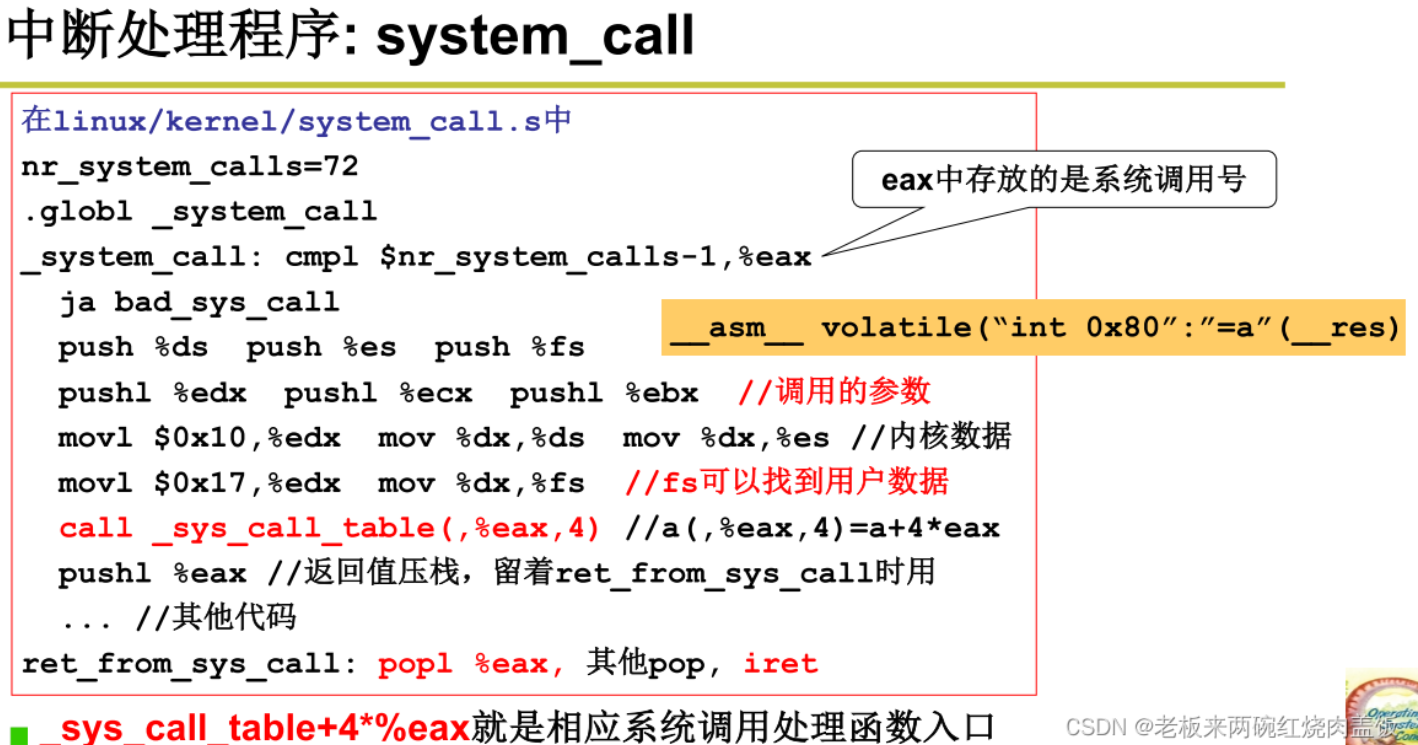 中断处理程序: system_call
在linux/kernel/system_call.s中
nr_system_calls=72
.globl _system_call
eax中存放的是系统调用号
_system_call: cmpl $nr_system_calls-1,%eax
ja bad_sys_call
__asm__ volatile(“int 0x80”:”=a”(__res)
push %ds push %es push %fs
pushl %edx pushl %ecx pushl %ebx //调用的参数
movl $0x10,%edx mov %dx,%ds mov %dx,%es //内核数据
movl $0x17,%edx mov %dx,%fs //fs可以找到用户数据
call _sys_call_table(,%eax,4) //a(,%eax,4)=a+4*eax
pushl %eax //返回值压栈，留着ret_from_sys_call时用
... //其他代码
ret_from_sys_call: popl %eax, 其他pop, iret
_sys_call_table+4*%eax就是相应系统调用处理函数入口
CSDN @老板来两碗红烧肉盖饭